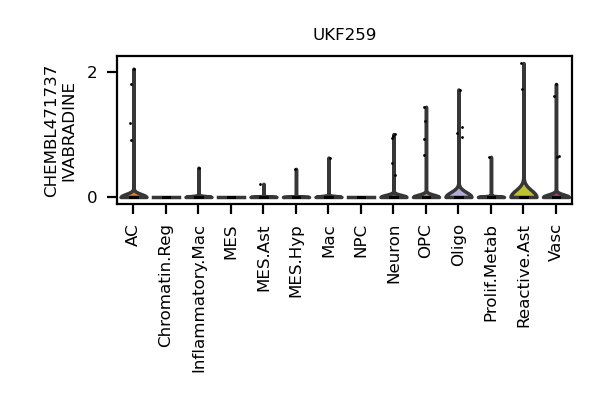 UKF259
CHEMBL471737
IVABRADINE
2
0
AC
Chromatin.Reg
Inflammatory.Mac
MES
MES.Ast
MES.Hyp
Mac
NPC
Neuron
OPC
Oligo
Prolif.Metab
Reactive.Ast
Vasc